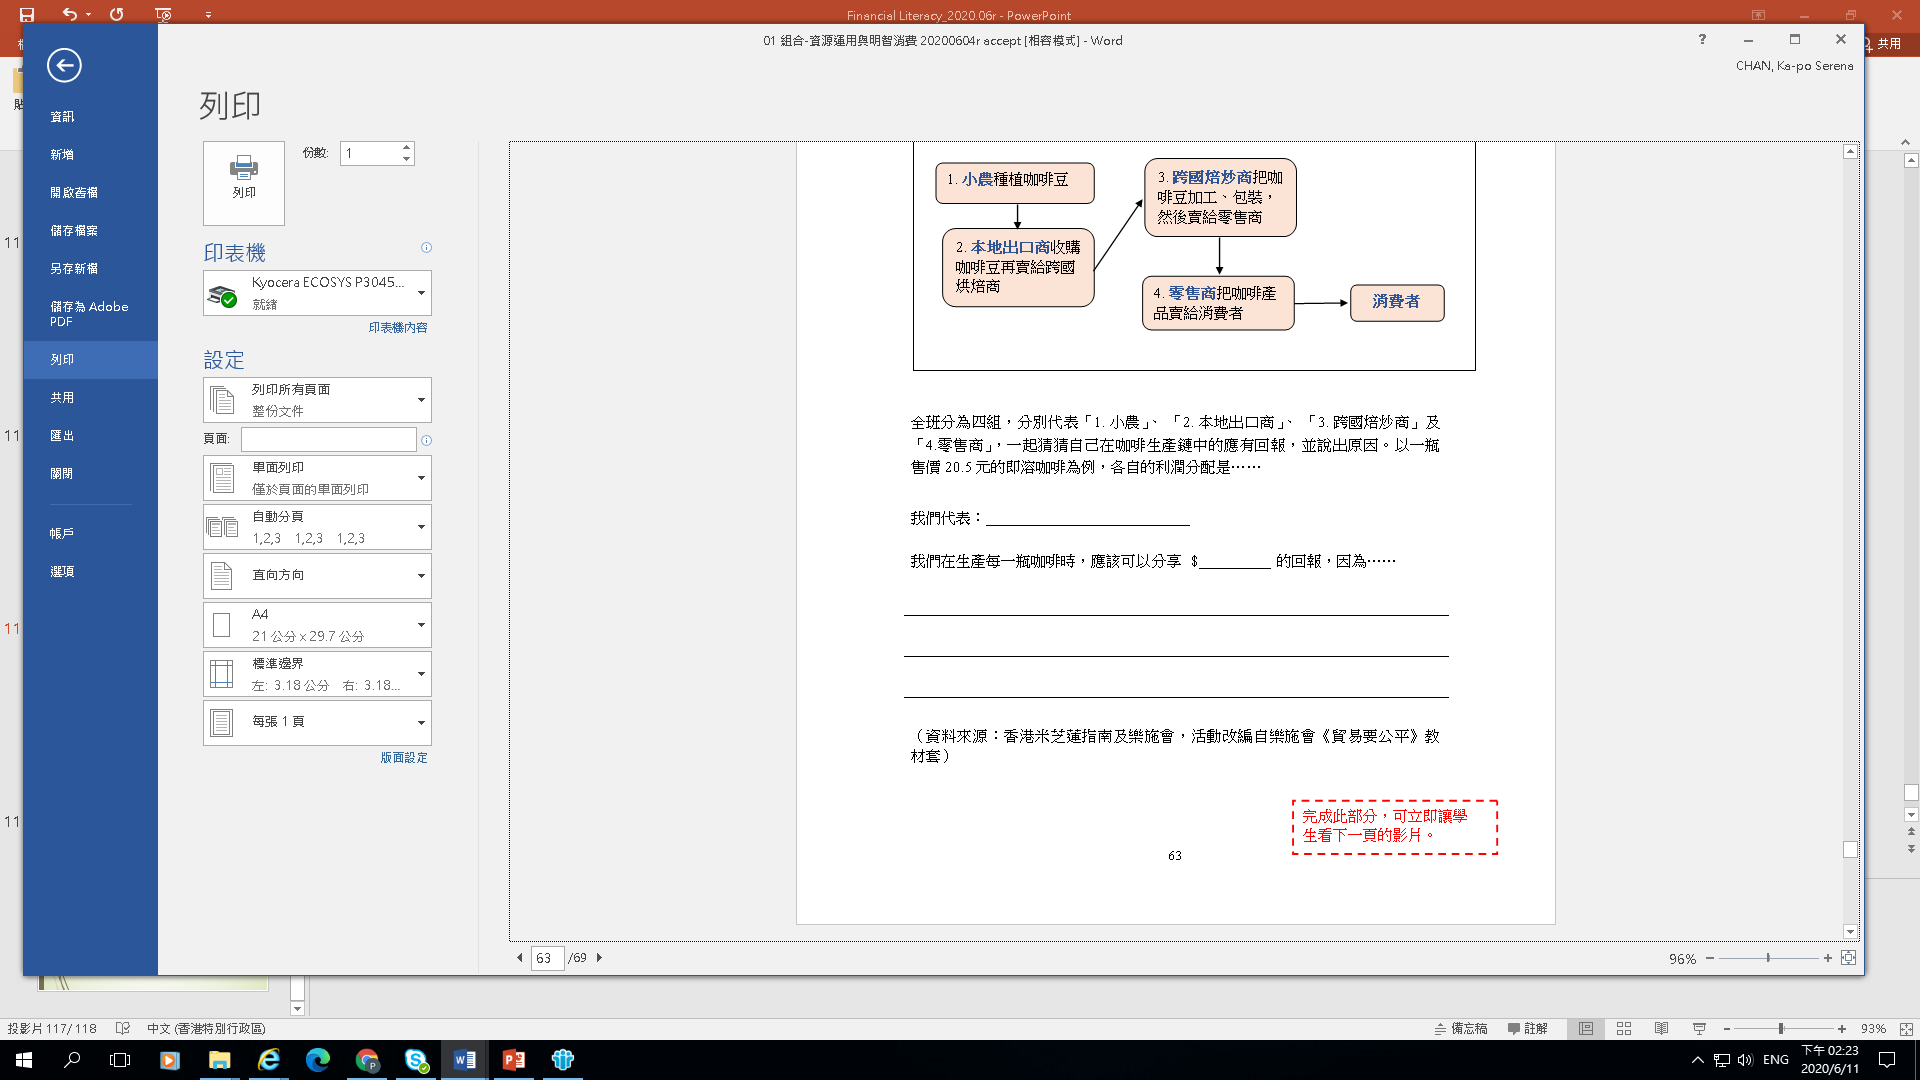 Financial Literacy_2020.06r - PowerPoint
共用
01 組合-資源運用與明智消費 20200604r accept [相容模式] - Word
?
CHAN, Ka-po Serena
資訊
新增
開啟舊檔
儲存檔案
另存新檔
儲存為 Adobe
PDF
列印
共用
匯出
關閉
帳戶
選項
列印
列印
份數:
1
印表機
Kyocera ECOSYS P3045...
就緒
印表機內容
設定
列印所有頁面
整份文件
頁面:
單面列印
僅於頁面的單面列印
自動分頁
1,2,3 1,2,3 1,2,3
直向方向
A4
21 公分 x 29.7 公分
標準邊界
左: 3.18 公分 右: 3.18...
每張 1 頁
版面設定
1. 小農種植咖啡豆
2. 本地出口商收購
咖啡豆再賣給跨國
烘焙商
3. 跨國焙炒商把咖
啡豆加工、包裝，
然後賣給零售商
4. 零售商把咖啡產
品賣給消費者
消費者
全班分為四組，分別代表「1. 小農」、「2. 本地出口商」、「3. 跨國焙炒商」及
「4.零售商」，一起猜猜自己在咖啡生產鏈中的應有回報，並說出原因。以一瓶
售價 20.5 元的即溶咖啡為例，各自的利潤分配是……
我們代表：
我們在生產每一瓶咖啡時，應該可以分享 $__________ 的回報，因為……
（資料來源：香港米芝蓮指南及樂施會，活動改編自樂施會《貿易要公平》教
材套）
完成此部分，可立即讓學
生看下一頁的影片。
63
63 /69
96%
11
11
11
11
投影片 117/ 118
中文 (香港特別行政區)
備忘稿
註解
93%
ENG
下午 02:23
2020/6/11